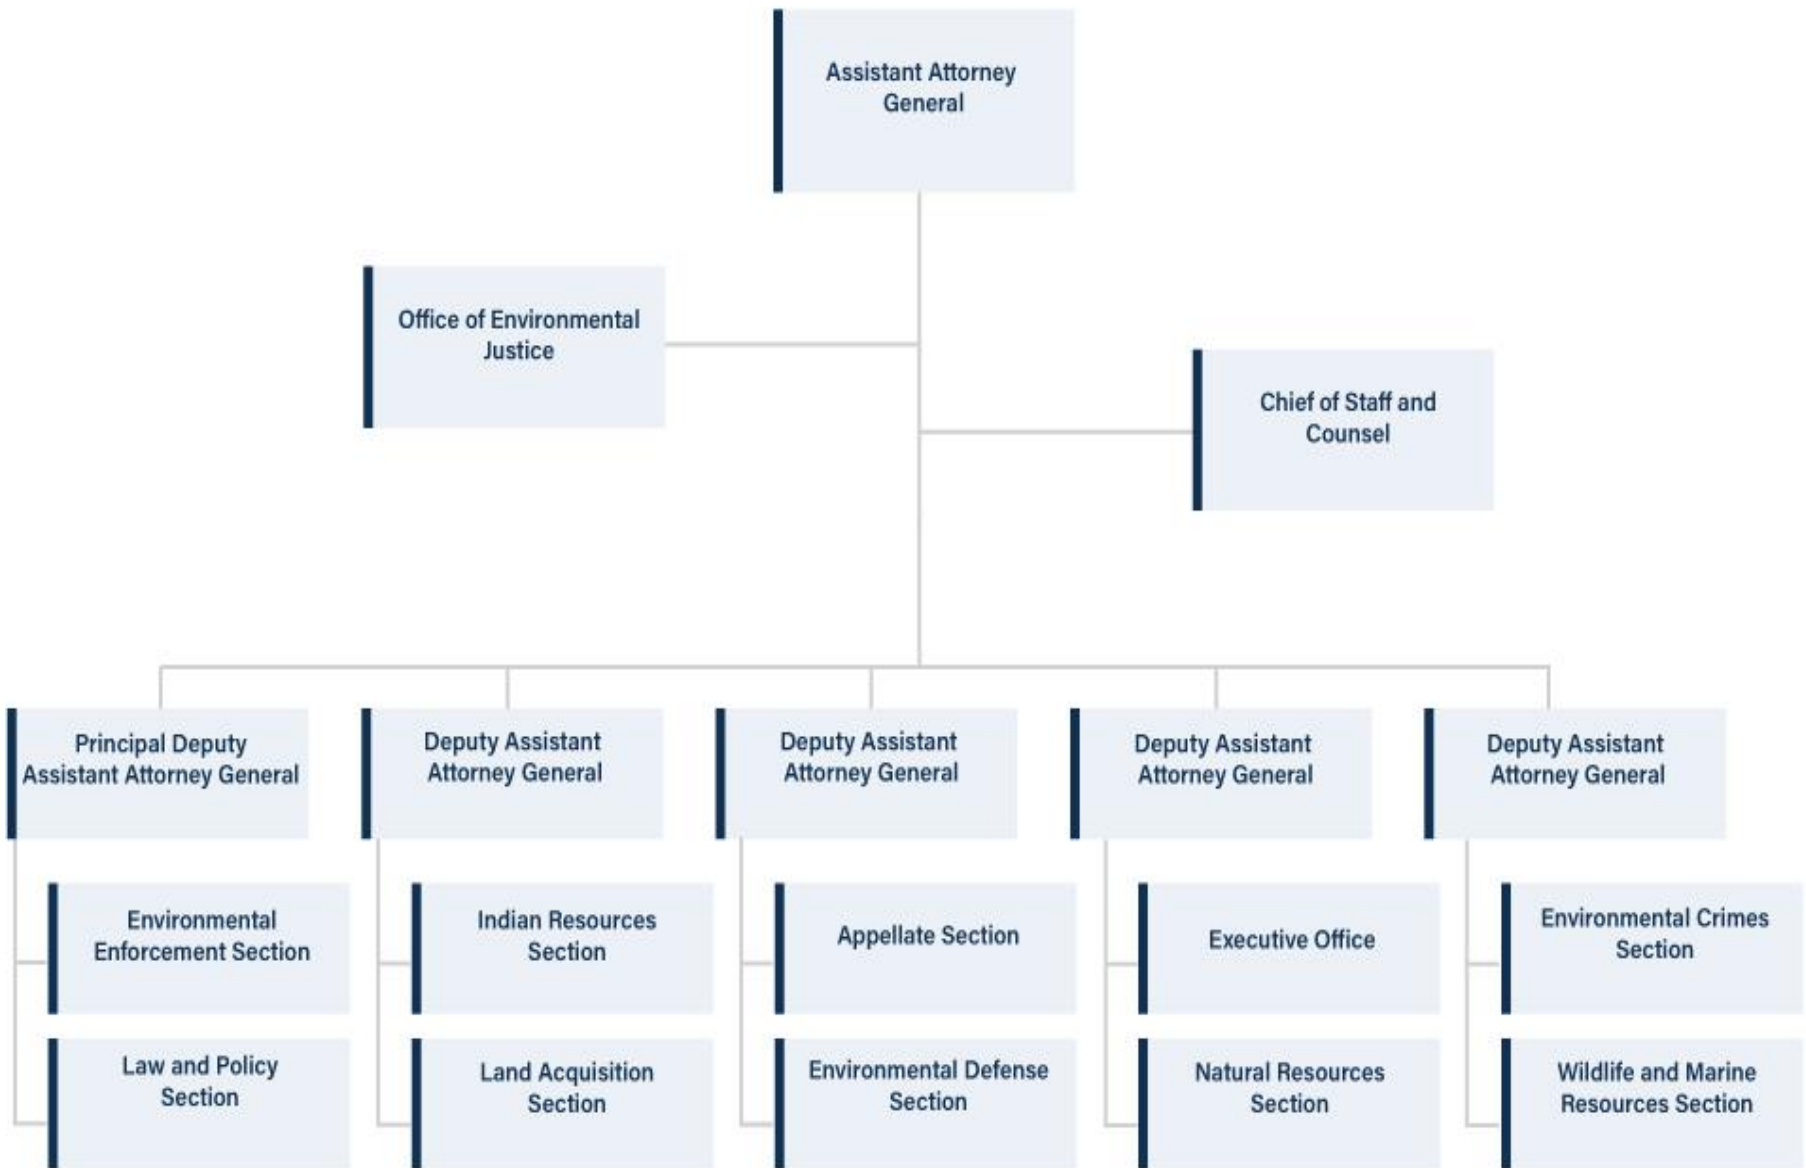 Assistant Attorney
General
Office of Environmental
Justice
Chief of Staff and
Counsel
Principal Deputy
Assistant Attorney General
Deputy Assistant
Attorney General
Deputy Assistant
Attorney General
Deputy Assistant
Attorney General
Deputy Assistant
Attorney General
Environmental
Enforcement Section
Indian Resources
Section
Appellate Section
Executive Office
Environmental Crimes
Section
Law and Policy
Section
Land Acquisition
Section
Environmental Defense
Section
Natural Resources
Section
Wildlife and Marine
Resources Section